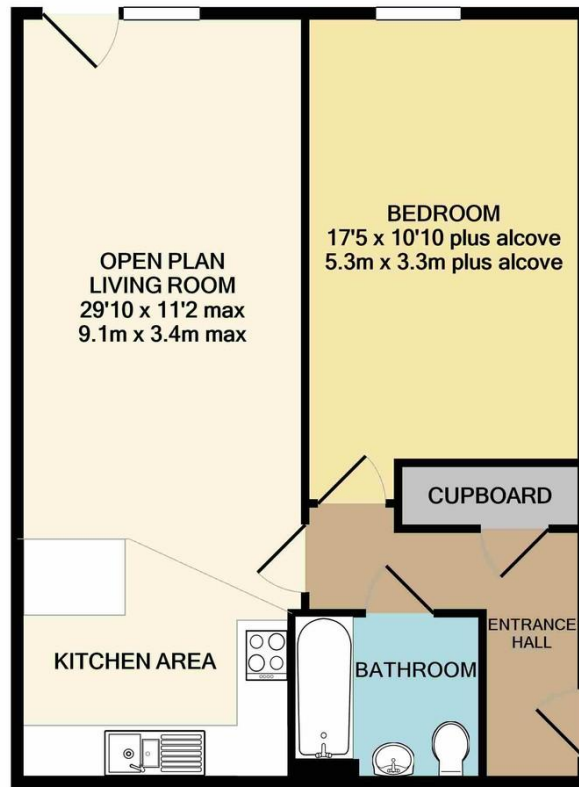 OPEN PLAN
LIVING ROOM
29'10 x 11'2 max
9.1m x 3.4m max
BEDROOM
17'5 x 10'10 plus alcove
5.3m x 3.3m plus alcove
CUPBOARD
KITCHEN AREA
BATHROOM
ENTRANCE
HALL